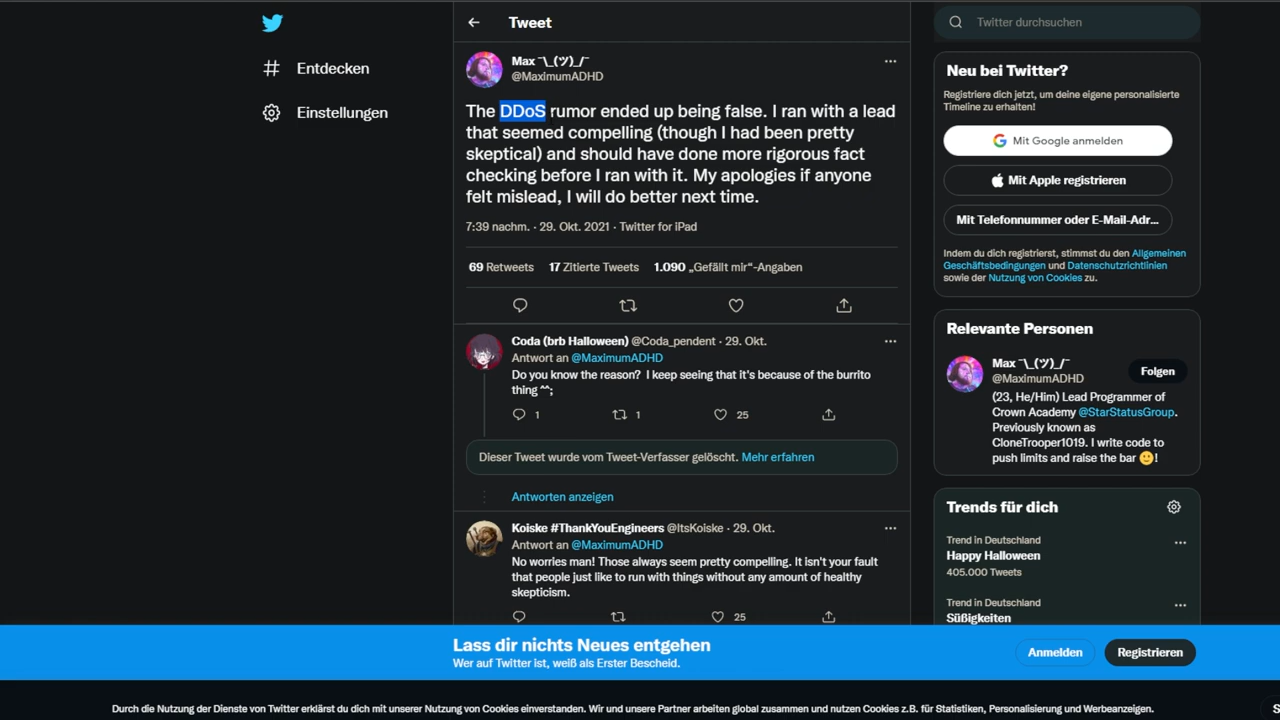 Entdecken
Einstellungen
Tweet
Max ¯\_(ツ)_/¯
@MaximumADHD
The DDoS rumor ended up being false. I ran with a lead
that seemed compelling (though I had been pretty
skeptical) and should have done more rigorous fact
checking before I ran with it. My apologies if anyone
felt mislead, I will do better next time.
7:39 nachm. · 29. Okt. 2021 · Twitter for iPad
69 Retweets 17 Zitierte Tweets 1.090 „Gefällt mir“-Angaben
Coda (brb Halloween) @Coda_pendent · 29. Okt.
Antwort an @MaximumADHD
Do you know the reason? I keep seeing that it's because of the burrito
thing ^^;
1 1 25
Dieser Tweet wurde vom Tweet-Verfasser gelöscht. Mehr erfahren
Antworten anzeigen
Koiske #ThankYouEngineers @ItsKoiske · 29. Okt.
Antwort an @MaximumADHD
No worries man! Those always seem pretty compelling. It isn't your fault
that people just like to run with things without any amount of healthy
skepticism.
25
Twitter durchsuchen
Neu bei Twitter?
Registriere dich jetzt, um deine eigene personalisierte
Timeline zu erhalten!
Mit Google anmelden
Mit Apple registrieren
Mit Telefonnummer oder E-Mail-Adr...
Indem du dich registrierst, stimmst du den Allgemeinen
Geschäftsbedingungen und Datenschutzrichtlinien
sowie der Nutzung von Cookies zu.
Relevante Personen
Max ¯\_(ツ)_/¯
@MaximumADHD
Folgen
(23, He/Him) Lead Programmer of
Crown Academy @StarStatusGroup.
Previously known as
CloneTrooper1019. I write code to
push limits and raise the bar 🙂!
Trends für dich
Trend in Deutschland
Happy Halloween
405.000 Tweets
Trend in Deutschland
Süßigkeiten
Lass dir nichts Neues entgehen
Wer auf Twitter ist, weiß als Erster Bescheid.
Anmelden
Registrieren
Durch die Nutzung der Dienste von Twitter erklärst du dich mit unserer Nutzung von Cookies einverstanden. Wir und unsere Partner arbeiten global zusammen und nutzen Cookies z.B. für Statistiken, Personalisierung und Werbeanzeigen.